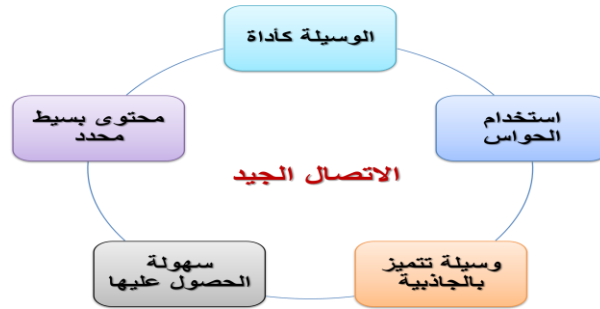 الوسيلة كأداة
استخدام
الحواس
وسيلة تتميز
بالجاذبية
سهولة
الحصول عليها
محتوى بسيط
محدد
الاتصال الجيد